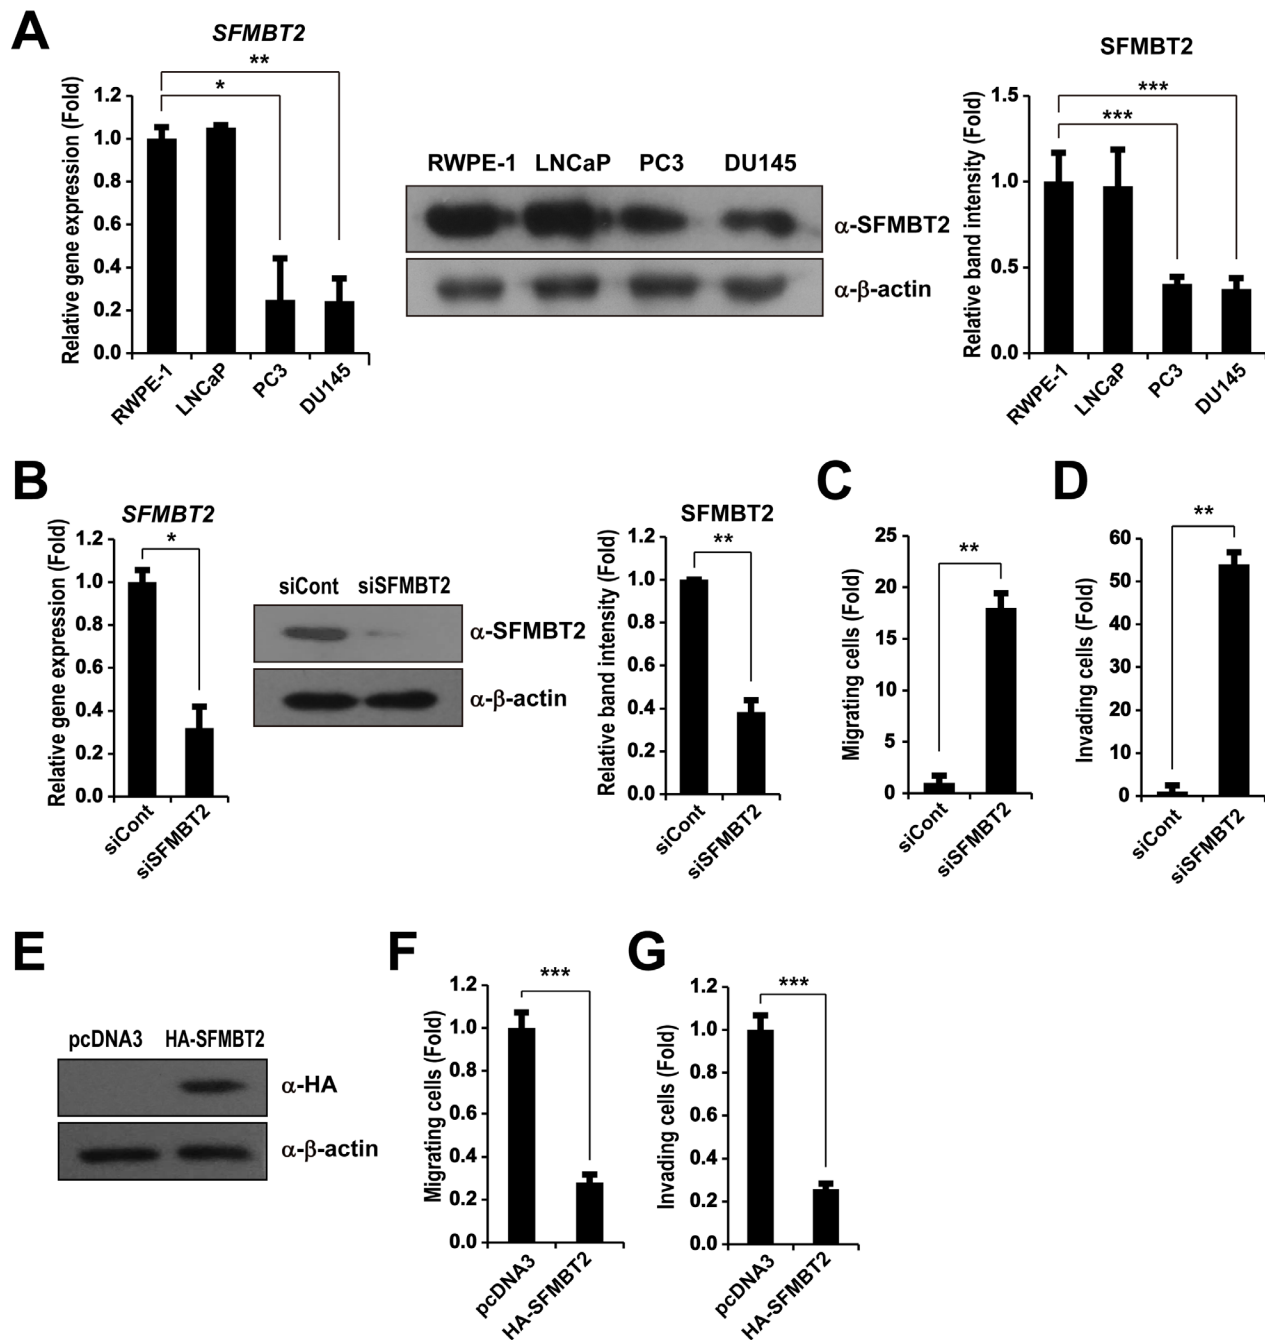 A
SFMBT2
**
*
Relative gene expression (Fold)
1.2
1.0
0.8
0.6
0.4
0.2
0.0
RWPE-1
LNCaP
PC3
DU145
RWPE-1 LNCaP PC3 DU145
α-SFMBT2
α-β-actin
SFMBT2
***
***
Relative band intensity (Fold)
1.5
1.0
0.5
0.0
RWPE-1
LNCaP
PC3
DU145
B
SFMBT2
*
Relative gene expression (Fold)
1.2
1.0
0.8
0.6
0.4
0.2
0.0
siCont
siSFMBT2
siCont siSFMBT2
α-SFMBT2
α-β-actin
SFMBT2
**
Relative band intensity (Fold)
1.2
1.0
0.8
0.6
0.4
0.2
0.0
siCont
siSFMBT2
C
**
Migrating cells (Fold)
25
20
15
10
5
0
siCont
siSFMBT2
D
**
Invading cells (Fold)
60
50
40
30
20
10
0
siCont
siSFMBT2
E
pcDNA3 HA-SFMBT2
α-HA
α-β-actin
F
***
Migrating cells (Fold)
1.2
1.0
0.8
0.6
0.4
0.2
0.0
pcDNA3
HA-SFMBT2
G
***
Invading cells (Fold)
1.2
1.0
0.8
0.6
0.4
0.2
0.0
pcDNA3
HA-SFMBT2